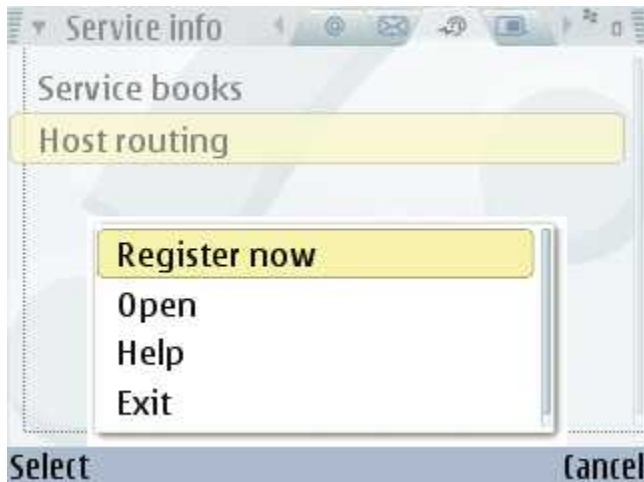 Service info
Service books
Host routing
Register now
Open
Help
Exit
Select Cancel